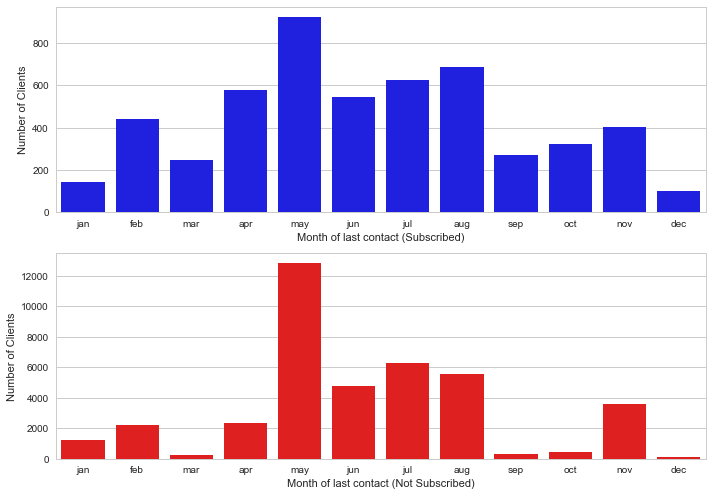 800
600
400
200
0
Number of Clients
jan feb mar apr may jun jul aug sep oct nov dec
Month of last contact (Subscribed)
12000
10000
8000
6000
4000
2000
0
Number of Clients
jan feb mar apr may jun jul aug sep oct nov dec
Month of last contact (Not Subscribed)